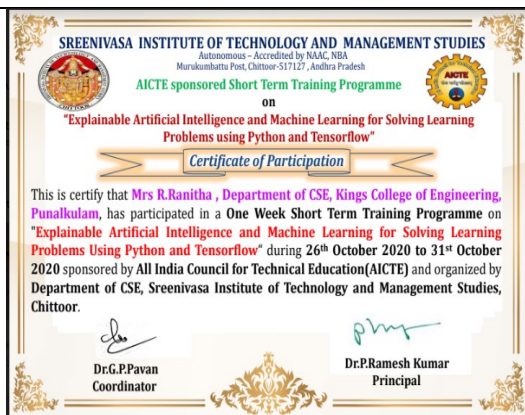 SREENIVASA INSTITUTE OF TECHNOLOGY AND MANAGEMENT STUDIES
Autonomous – Accredited by NAAC, NBA
Murukumbattu Post, Chittoor-517127, Andhra Pradesh
AICTE sponsored Short Term Training Programme
on
"Explainable Artificial Intelligence and Machine Learning for Solving Learning
Problems using Python and Tensorflow"
Certificate of Participation
This is certify that Mrs R.Ranitha , Department of CSE, Kings College of Engineering,
Punalkulam, has participated in a One Week Short Term Training Programme on
"Explainable Artificial Intelligence and Machine Learning for Solving Learning
Problems Using Python and Tensorflow" during 26th October 2020 to 31st October
2020 sponsored by All India Council for Technical Education(AICTE) and organized by
Department of CSE, Sreenivasa Institute of Technology and Management Studies,
Chittoor.
Dr.G.P.Pavan
Coordinator
Dr.P.Ramesh Kumar
Principal
CHITTOOR
AICTE